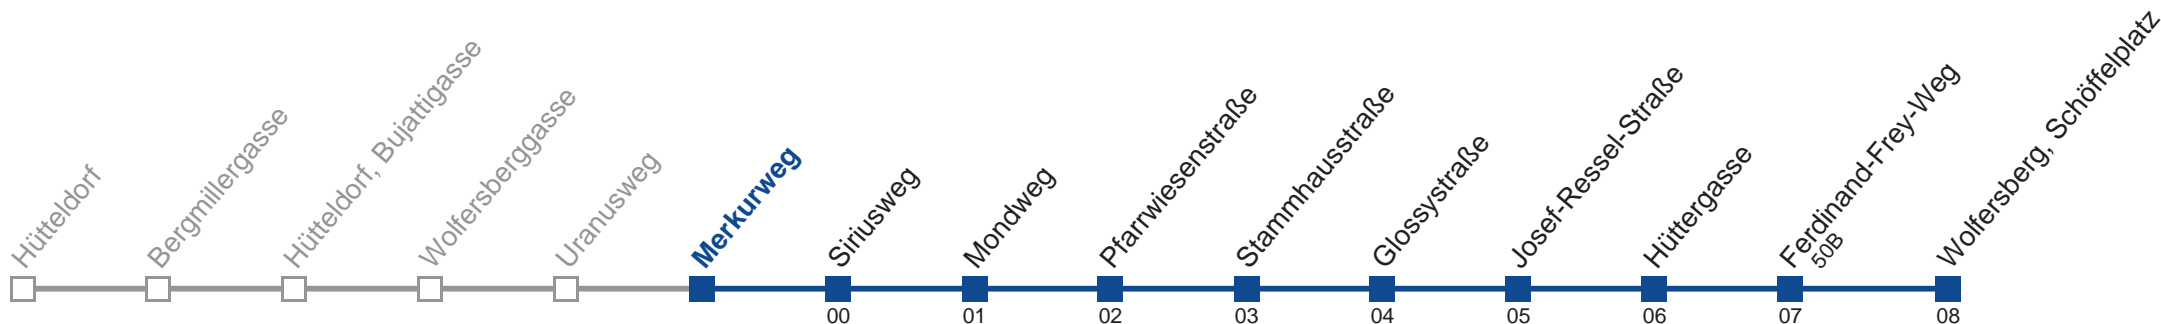 Hütteldorf
Bergmillergasse
Hütteldorf, Bujattigasse
Wolfersberggasse
Uranusweg
Merkurweg
Siriusweg
Mondweg
Pfarrwiesenstraße
Stammhausstraße
Glossystraße
Josef-Ressel-Straße
Hüttergasse
Ferdinand-Frey-Weg
50B
Wolfersberg, Schöffelplatz
00 01 02 03 04 05 06 07 08